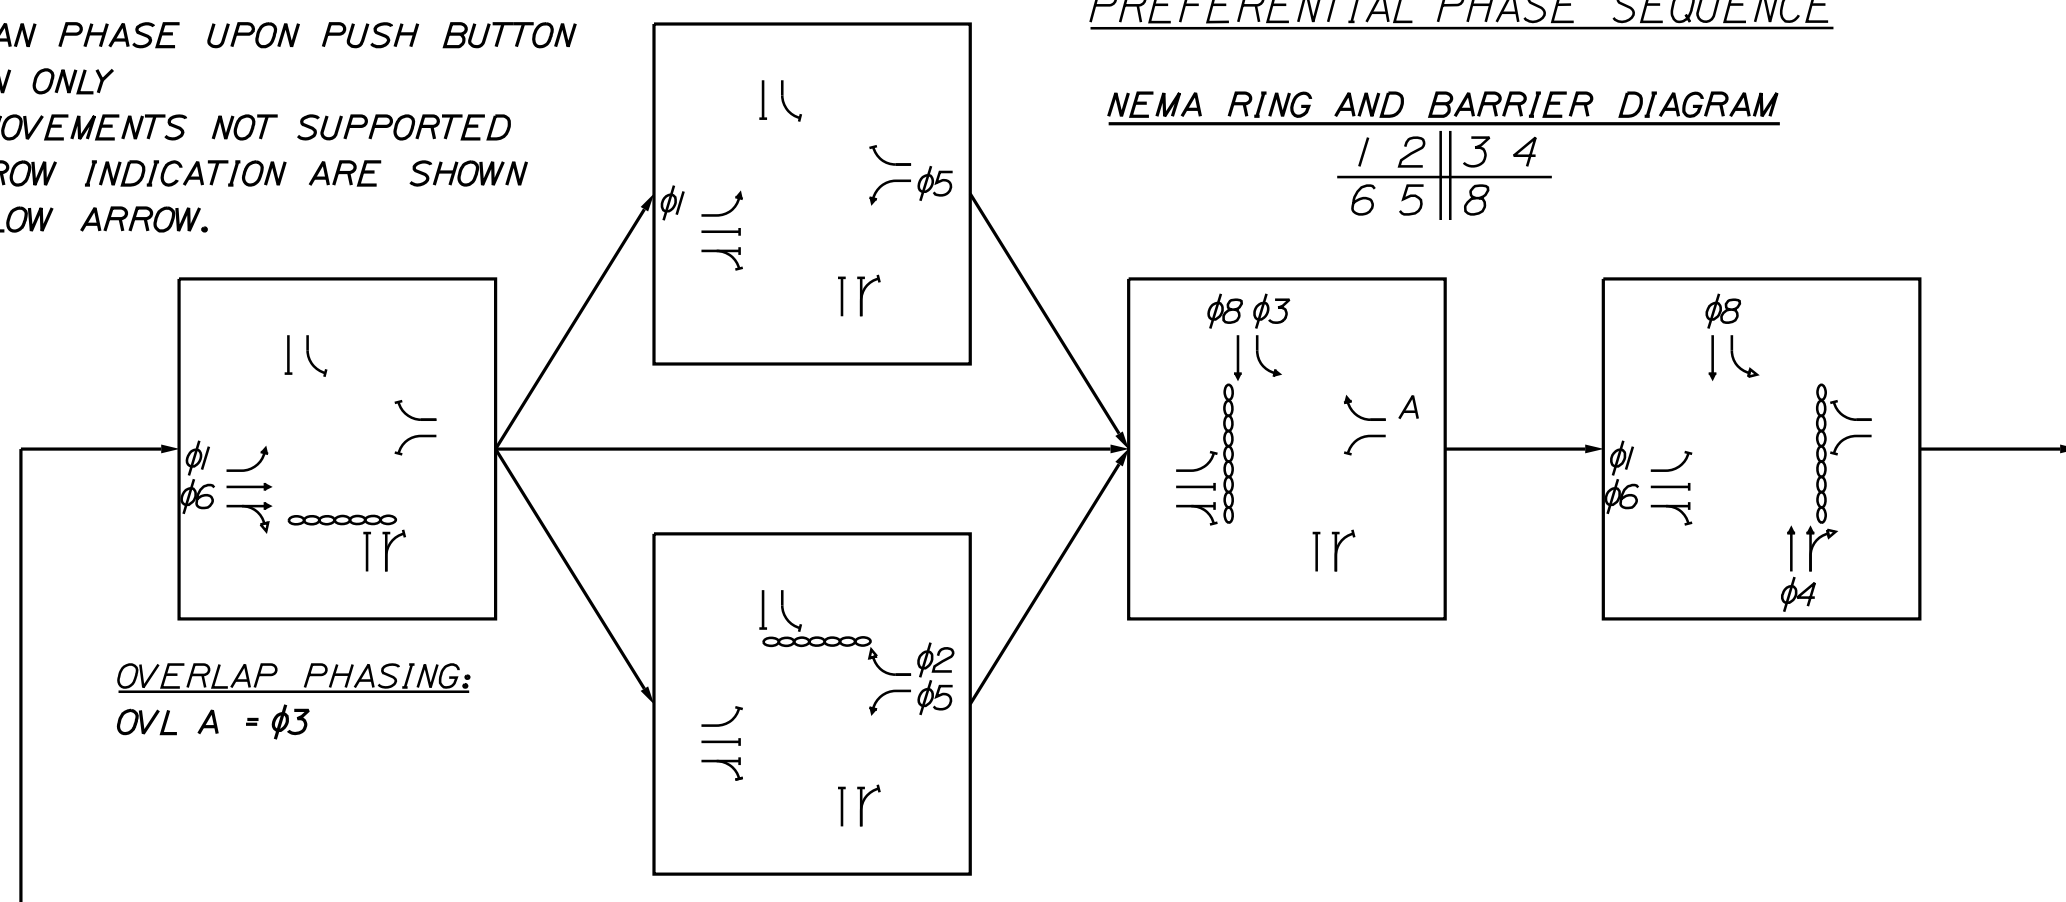 AN PHASE UPON PUSH BUTTON
N ONLY
OVEMENTS NOT SUPPORTED
ROW INDICATION ARE SHOWN
LOW ARROW.
PREFERENTIAL PHASE SEQUENCE
NEMA RING AND BARRIER DIAGRAM
1 2 3 4
6 5 8
ϕ1
ϕ5
ϕ1
ϕ6
ϕ2
ϕ5
ϕ8 ϕ3
A
ϕ8
ϕ1
ϕ6
ϕ4
OVERLAP PHASING:
OVL A = ϕ3